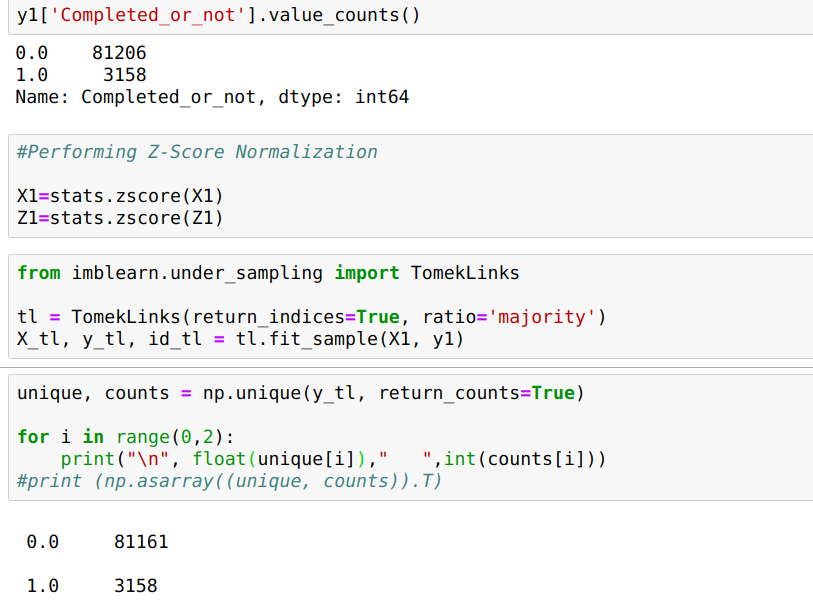 y1['Completed_or_not'].value_counts()
0.0    81206
1.0     3158
Name: Completed_or_not, dtype: int64
#Performing Z-Score Normalization
X1=stats.zscore(X1)
Z1=stats.zscore(Z1)
from imblearn.under_sampling import TomekLinks
tl = TomekLinks(return_indices=True, ratio='majority')
X_tl, y_tl, id_tl = tl.fit_sample(X1, y1)
unique, counts = np.unique(y_tl, return_counts=True)
for i in range(0,2):
    print("\n", float(unique[i]),"   ",int(counts[i]))
#print (np.asarray((unique, counts)).T)
 0.0     81161
 1.0     3158